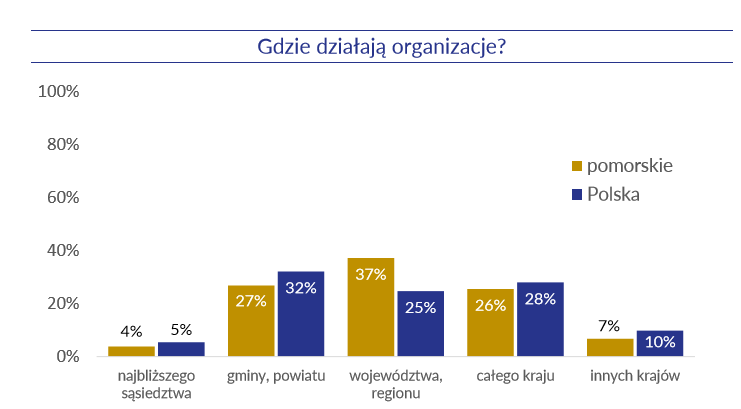 Gdzie działają organizacje?
100%
80%
60%
40%
20%
0%
pomorskie
Polska
4%
5%
27%
32%
37%
25%
26%
28%
7%
10%
najbliższego
sąsiedztwa
gminy, powiatu
województwa,
regionu
całego kraju
innych krajów